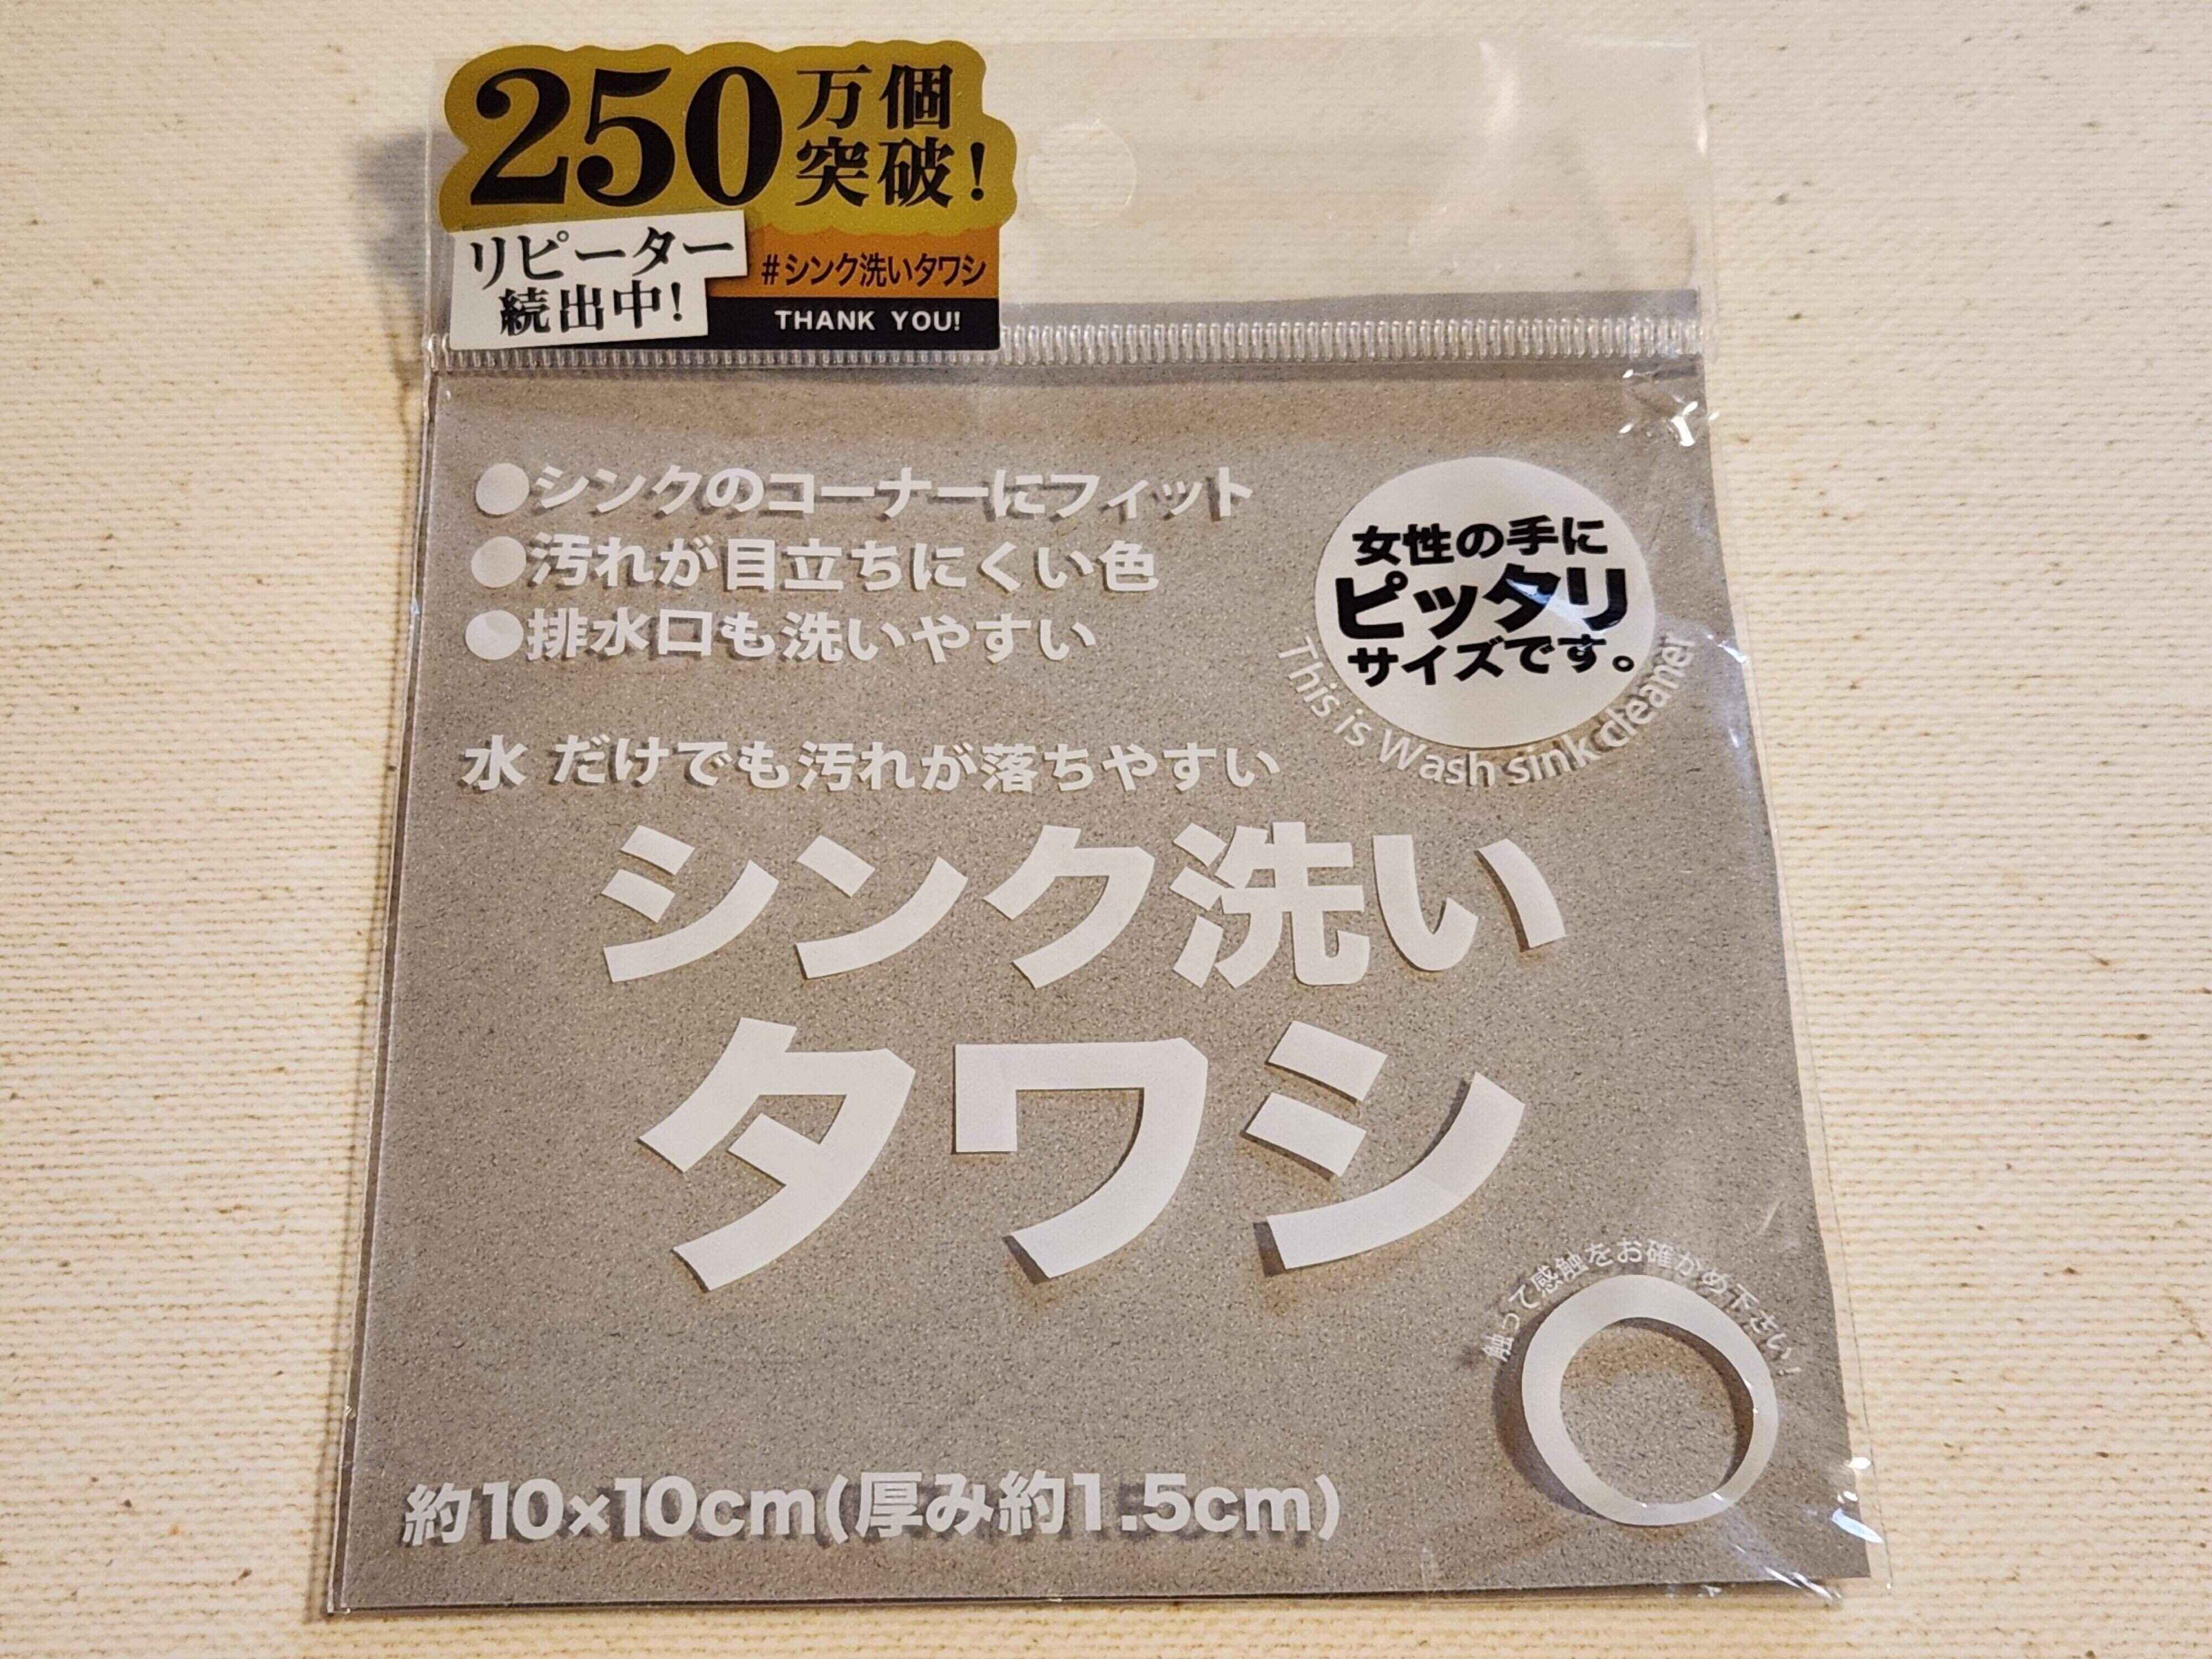 250万個突破!
リピーター
続出中!
#シンク洗いタワシ
THANK YOU!
●シンクのコーナーにフィット
●汚れが目立ちにくい色
●排水口も洗いやすい
女性の手に
ピッタリ
サイズです。
This is Wash sink cleaner
水 だけでも汚れが落ちやすい
シンク洗い
タワシ
触って感触をお確かめ下さい!
約10×10cm(厚み約1.5cm)